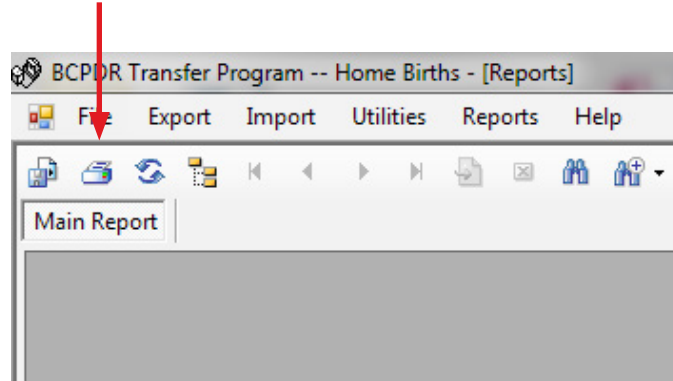 BCPDR Transfer Program -- Home Births - [Reports]
File Export Import Utilities Reports Help
Main Report